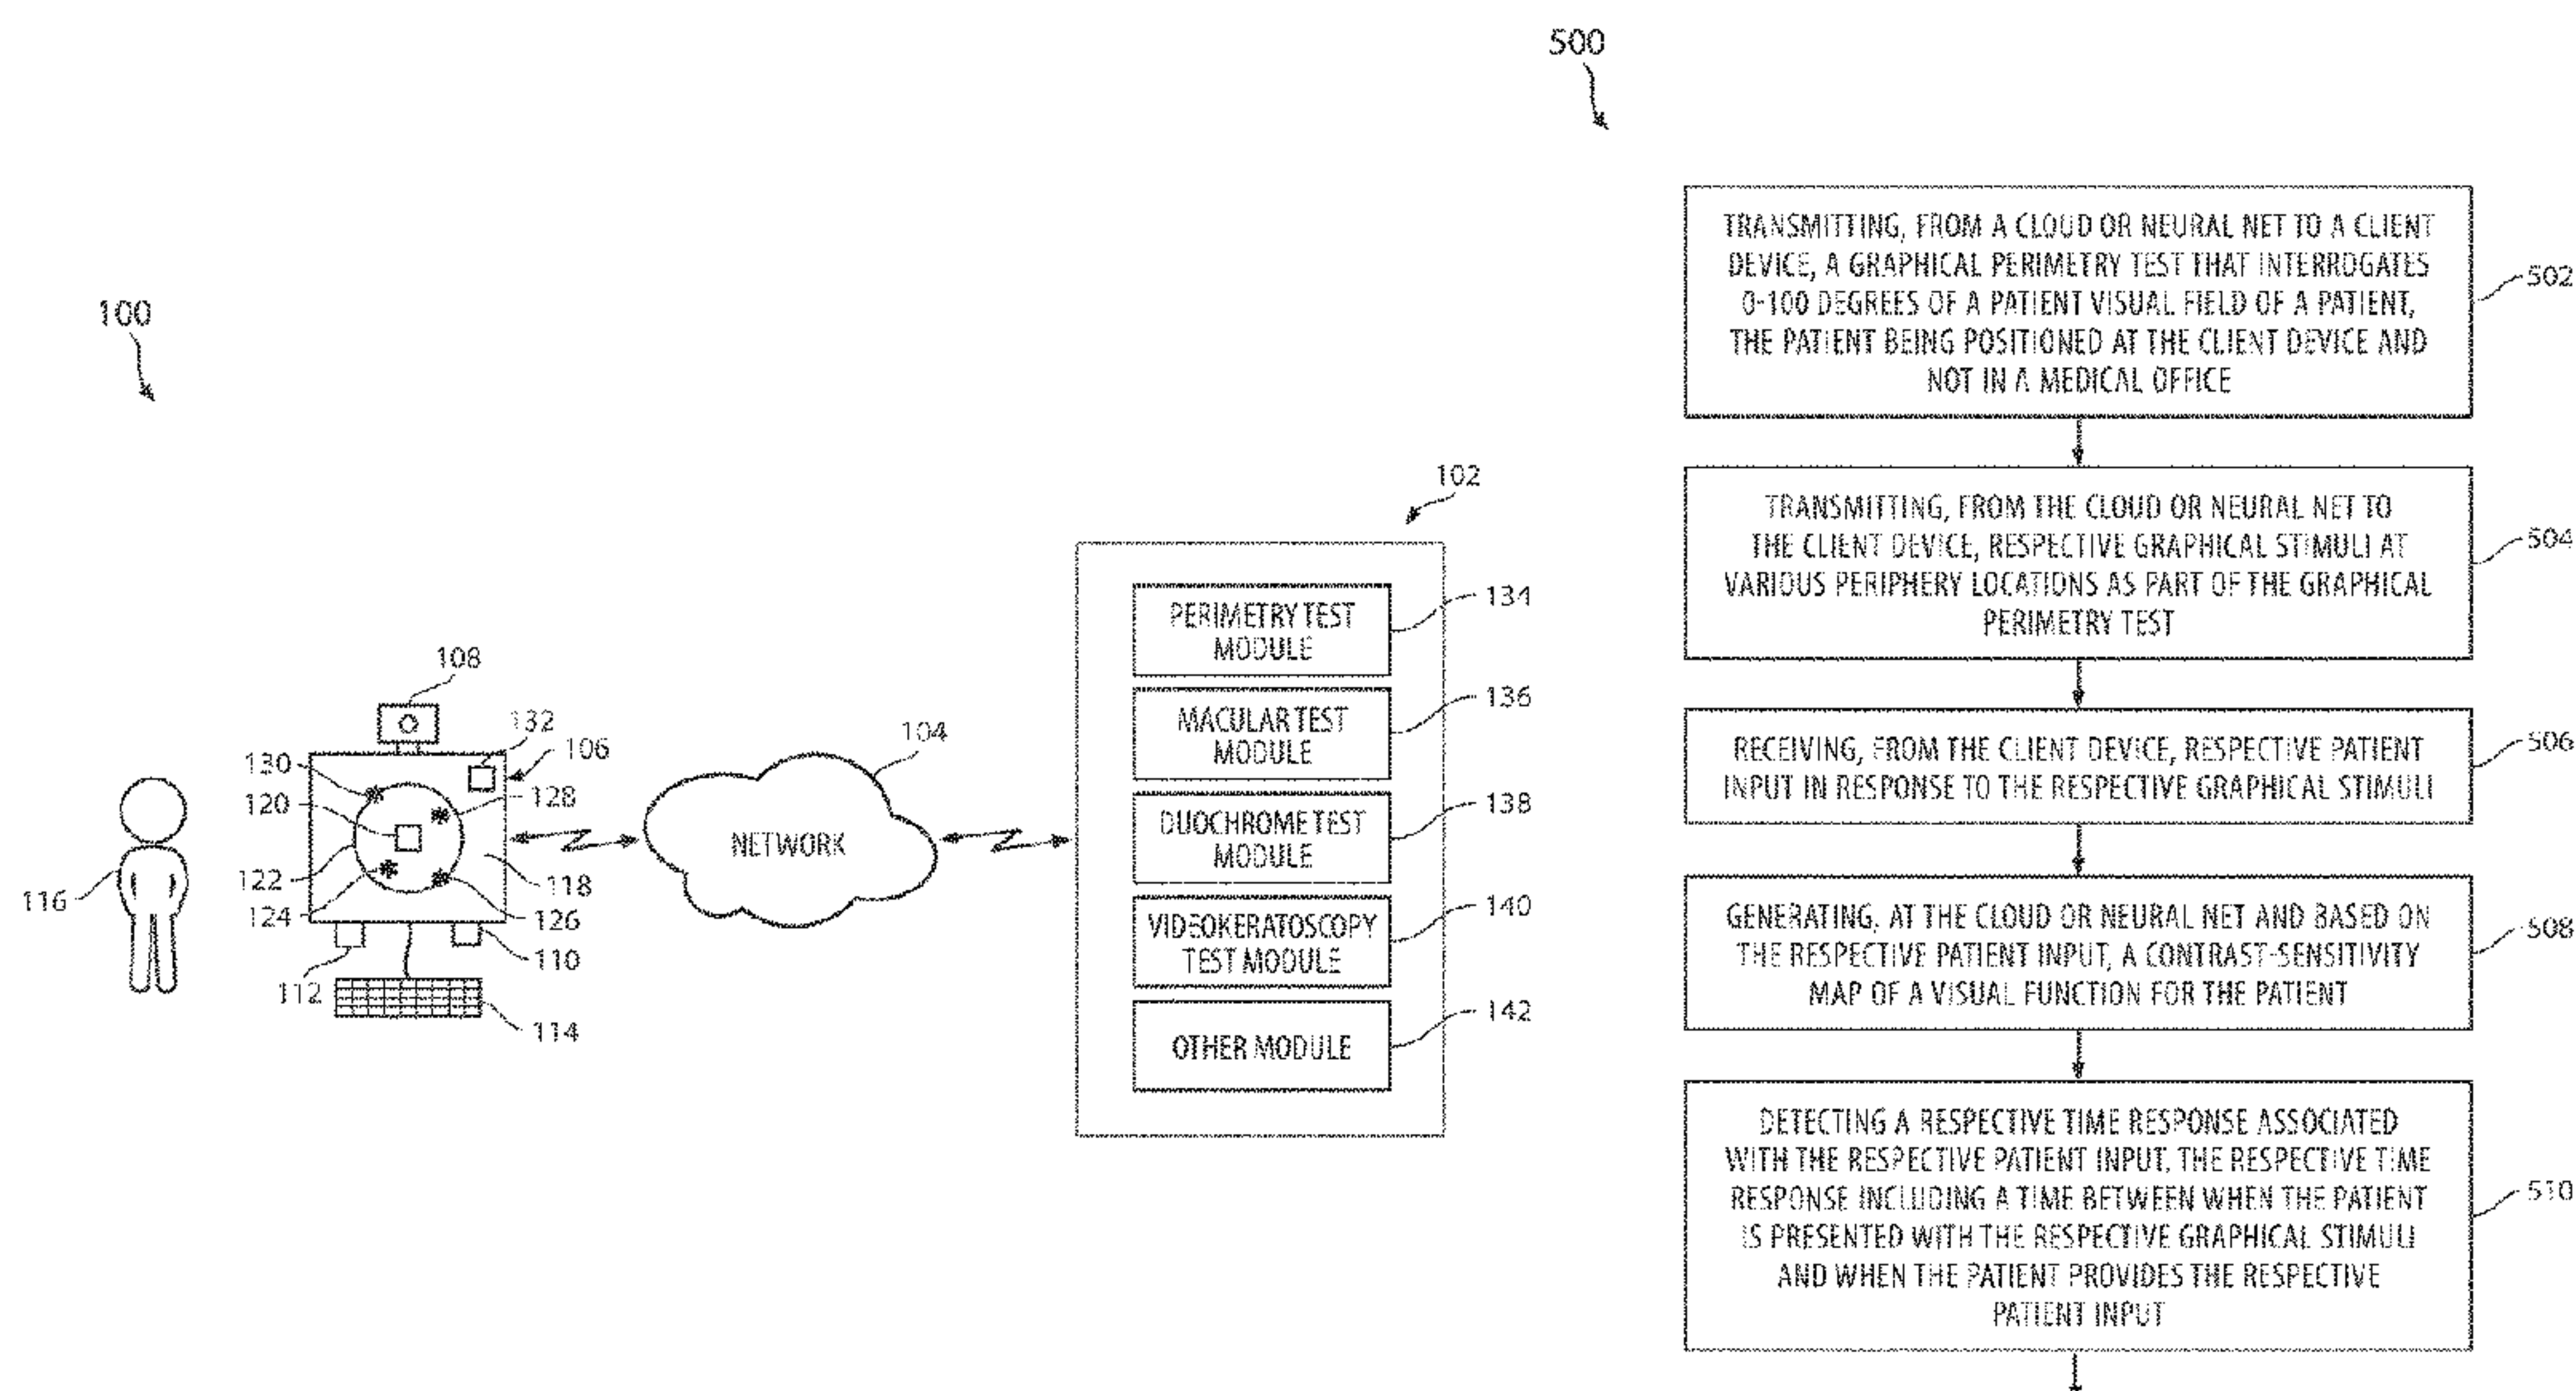 100
108
132
106
130
120
128
122
118
116
124
126
112
110
114
104
NETWORK
102
PERIMETRY TEST
MODULE
134
MACULAR TEST
MODULE
136
DUOCHROME TEST
MODULE
138
VIDEOKERATOSCOPY
TEST MODULE
140
OTHER MODULE
142
500
TRANSMITTING, FROM A CLOUD OR NEURAL NET TO A CLIENT
DEVICE, A GRAPHICAL PERIMETRY TEST THAT INTERROGATES
0-100 DEGREES OF A PATIENT VISUAL FIELD OF A PATIENT,
THE PATIENT BEING POSITIONED AT THE CLIENT DEVICE AND
NOT IN A MEDICAL OFFICE
502
TRANSMITTING, FROM THE CLOUD OR NEURAL NET TO
THE CLIENT DEVICE, RESPECTIVE GRAPHICAL STIMULI AT
VARIOUS PERIPHERY LOCATIONS AS PART OF THE GRAPHICAL
PERIMETRY TEST
504
RECEIVING, FROM THE CLIENT DEVICE, RESPECTIVE PATIENT
INPUT IN RESPONSE TO THE RESPECTIVE GRAPHICAL STIMULI
506
GENERATING, AT THE CLOUD OR NEURAL NET AND BASED ON
THE RESPECTIVE PATIENT INPUT, A CONTRAST-SENSITIVITY
MAP OF A VISUAL FUNCTION FOR THE PATIENT
508
DETECTING A RESPECTIVE TIME RESPONSE ASSOCIATED
WITH THE RESPECTIVE PATIENT INPUT, THE RESPECTIVE TIME
RESPONSE INCLUDING A TIME BETWEEN WHEN THE PATIENT
IS PRESENTED WITH THE RESPECTIVE GRAPHICAL STIMULI
AND WHEN THE PATIENT PROVIDES THE RESPECTIVE
PATIENT INPUT
510